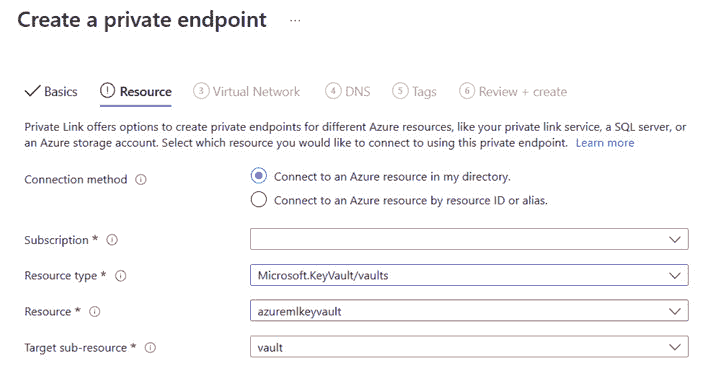 Create a private endpoint ...
Basics Resource 3 Virtual Network 4 DNS 5 Tags 6 Review + create
Private Link offers options to create private endpoints for different Azure resources, like your private link service, a SQL server, or
an Azure storage account. Select which resource you would like to connect to using this private endpoint. Learn more
Connection method
Connect to an Azure resource in my directory.
Connect to an Azure resource by resource ID or alias.
Subscription *
Resource type * Microsoft.KeyVault/vaults
Resource * azuremlkeyvault
Target sub-resource * vault